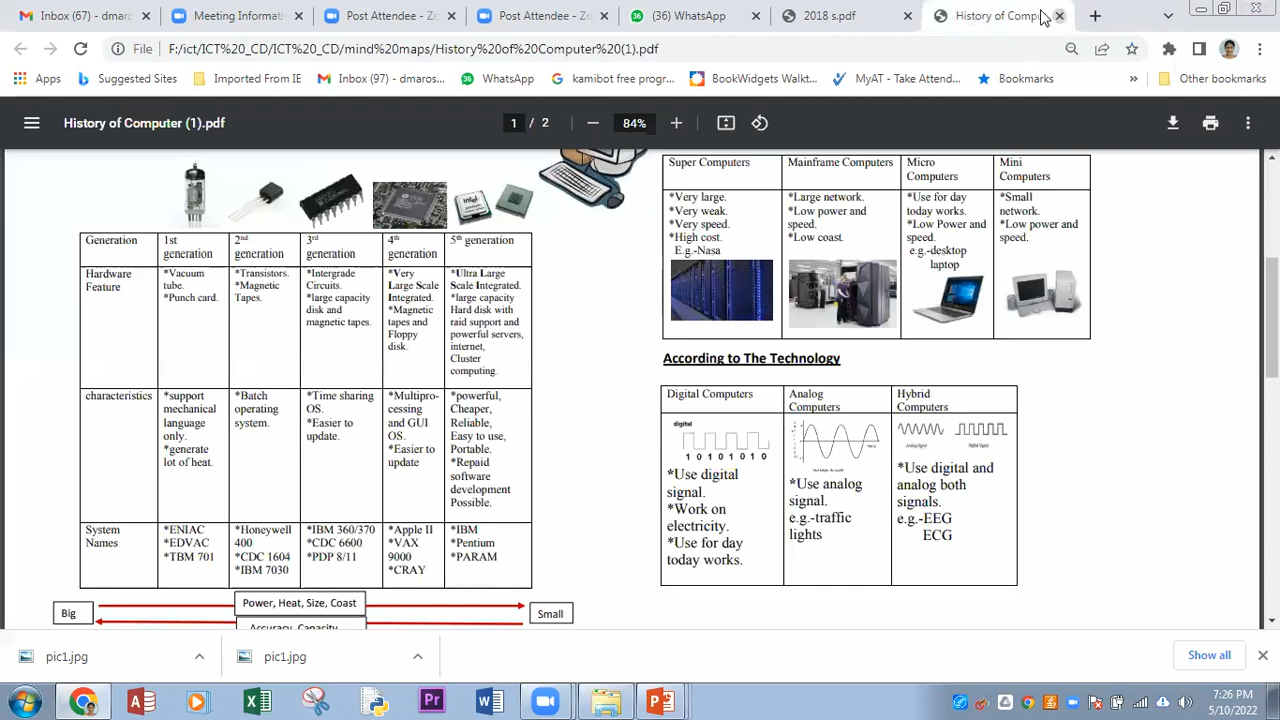 Inbox (67) - dmaro
Meeting Informati
Post Attendee - Zo
Post Attendee - Zo
(36) WhatsApp
2018 s.pdf
History of Comp
File
F:/ict/ICT%20_CD/ICT%20_CD/mind%20maps/History%20of%20Computer%20(1).pdf
Apps
Suggested Sites
Imported From IE
Inbox (97) - dmaros...
WhatsApp
kamibot free progr...
BookWidgets Walkt...
MyAT - Take Attend...
Bookmarks
»
Other bookmarks
History of Computer (1).pdf
1 / 2
84%
Generation
1st
generation
2nd
generation
3rd
generation
4th
generation
5th generation
Hardware
Feature
*Vacuum
tube.
*Punch card.
*Transistors.
*Magnetic
Tapes.
*Intergrade
Circuits.
*large capacity
disk and
magnetic tapes.
*Very
Large Scale
Integrated.
*Magnetic
tapes and
Floppy
disk.
*Ultra Large
Scale Integrated.
*large capacity
Hard disk with
raid support and
powerful servers,
internet,
Cluster
computing.
characteristics
*support
mechanical
language
only.
*generate
lot of heat.
*Batch
operating
system.
*Time sharing
OS.
*Easier to
update.
*Multipro-
cessing
and GUI
OS.
*Easier to
update
*powerful,
Cheaper,
Reliable,
Easy to use,
Portable.
*Repaid
software
development
Possible.
System
Names
*ENIAC
*EDVAC
*TBM 701
*Honeywell
400
*CDC 1604
*IBM 7030
*IBM 360/370
*CDC 6600
*PDP 8/11
*Apple II
*VAX
9000
*CRAY
*IBM
*Pentium
*PARAM
Big
Power, Heat, Size, Coast
Small
Accuracy, Capacity
Super Computers
Mainframe Computers
Micro
Computers
Mini
Computers
*Very large.
*Very weak.
*Very speed.
*High cost.
E.g.-Nasa
*Large network.
*Low power and
speed.
*Low coast.
*Use for day
today works.
*Low Power and
speed.
e.g.-desktop
laptop
*Small
network.
*Low power and
speed.
According to The Technology
Digital Computers
Analog
Computers
Hybrid
Computers
digital
1 0 1 0 1 0 1 0
*Use digital
signal.
*Work on
electricity.
*Use for day
today works.
*Use analog
signal.
e.g.-traffic
lights
Analog Signal
Digital Signal
*Use digital and
analog both
signals.
e.g.-EEG
ECG
pic1.jpg
pic1.jpg
Show all
7:26 PM
5/10/2022